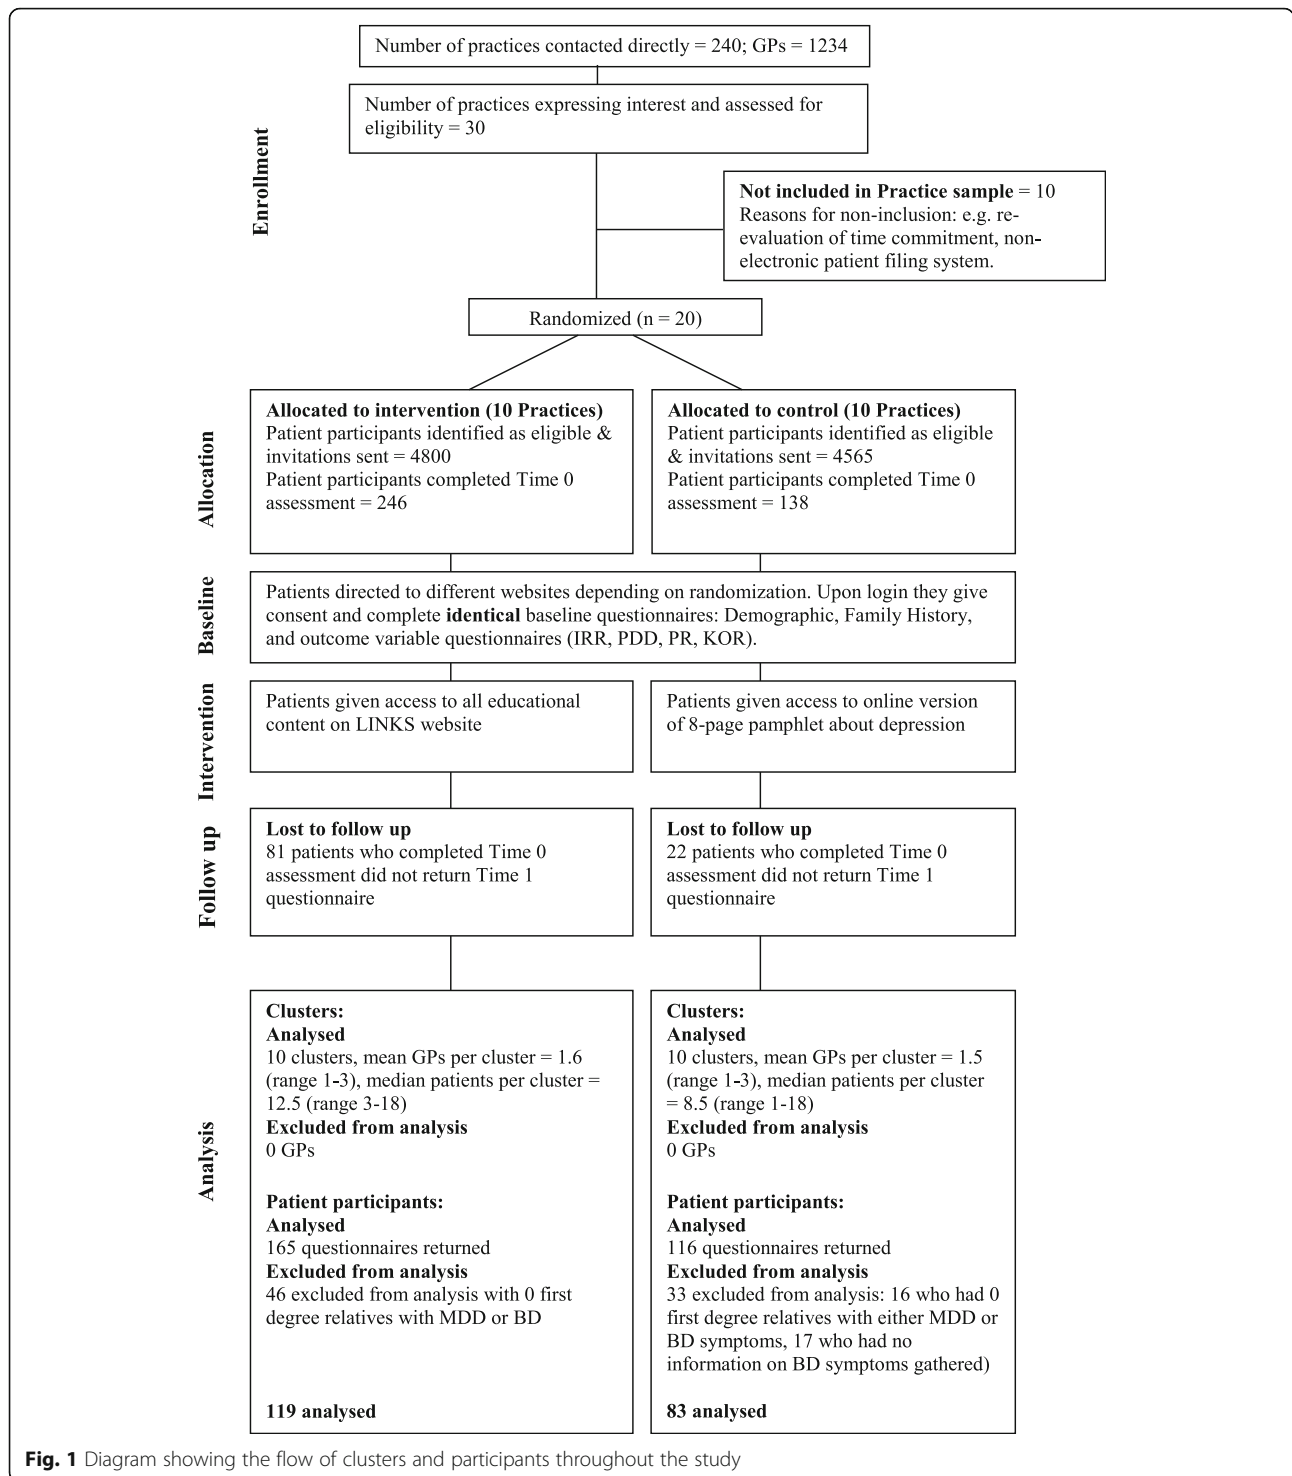 Number of practices contacted directly = 240; GPs = 1234
Number of practices expressing interest and assessed for
eligibility = 30
Enrollment
Not included in Practice sample = 10
Reasons for non-inclusion: e.g. re-
evaluation of time commitment, non-
electronic patient filing system.
Randomized (n = 20)
Allocation
Allocated to intervention (10 Practices)
Patient participants identified as eligible &
invitations sent = 4800
Patient participants completed Time 0
assessment = 246
Allocated to control (10 Practices)
Patient participants identified as eligible
& invitations sent = 4565
Patient participants completed Time 0
assessment = 138
Baseline
Patients directed to different websites depending on randomization. Upon login they give
consent and complete identical baseline questionnaires: Demographic, Family History,
and outcome variable questionnaires (IRR, PDD, PR, KOR).
Intervention
Patients given access to all educational
content on LINKS website
Patients given access to online version
of 8-page pamphlet about depression
Follow up
Lost to follow up
81 patients who completed Time 0
assessment did not return Time 1
questionnaire
Lost to follow up
22 patients who completed Time 0
assessment did not return Time 1
questionnaire
Analysis
Clusters:
Analysed
10 clusters, mean GPs per cluster = 1.6
(range 1-3), median patients per cluster =
12.5 (range 3-18)
Excluded from analysis
0 GPs
Patient participants:
Analysed
165 questionnaires returned
Excluded from analysis
46 excluded from analysis with 0 first
degree relatives with MDD or BD
119 analysed
Clusters:
Analysed
10 clusters, mean GPs per cluster = 1.5
(range 1-3), median patients per cluster
= 8.5 (range 1-18)
Excluded from analysis
0 GPs
Patient participants:
Analysed
116 questionnaires returned
Excluded from analysis
33 excluded from analysis: 16 who had 0
first degree relatives with either MDD or
BD symptoms, 17 who had no
information on BD symptoms gathered)
83 analysed
Fig. 1 Diagram showing the flow of clusters and participants throughout the study